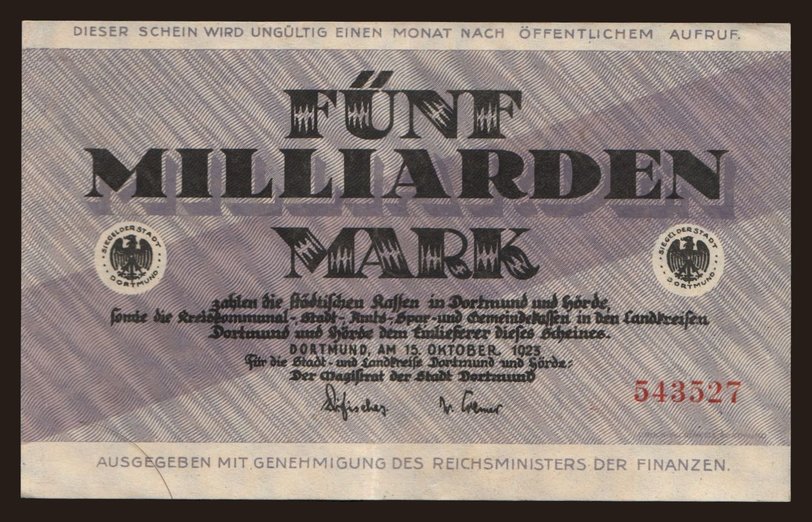 DIESER SCHEIN WIRD UNGÜLTIG EINEN MONAT NACH ÖFFENTLICHEM AUFRUF.
FÜNF
MILLIARDEN
MARK
SIEGEL DER STADT DORTMUND
SIEGEL DER STADT DORTMUND
zahlen die städtischen Kassen in Dortmund und Hörde,
sowie die Kreiskommunal-, Stadt-, Amts-, Spar- und Gemeindekassen in den Landkreisen
Dortmund und Hörde dem Einlieferer dieses Scheines.
DORTMUND, AM 15. OKTOBER 1923
Für die Stadt- und Landkreise Dortmund und Hörde:
Der Magistrat der Stadt Dortmund
543527
AUSGEGEBEN MIT GENEHMIGUNG DES REICHSMINISTERS DER FINANZEN.